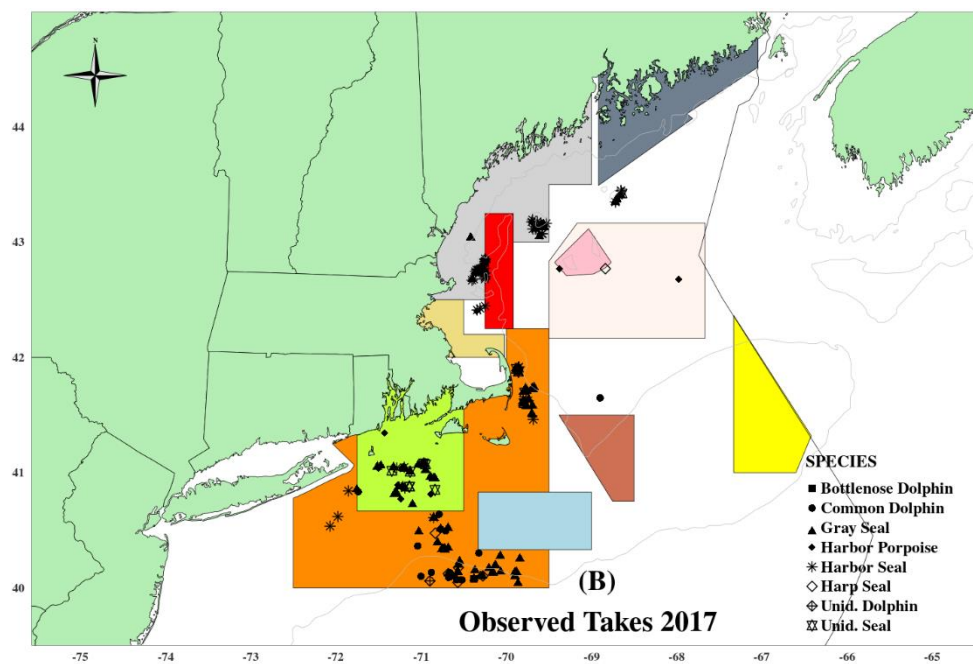 N
44
43
42
41
40
SPECIES
Bottlenose Dolphin
Common Dolphin
Gray Seal
Harbor Porpoise
Harbor Seal
Harp Seal
Unid. Dolphin
Unid. Seal
(B)
Observed Takes 2017
-75 -74 -73 -72 -71 -70 -69 -68 -67 -66 -65